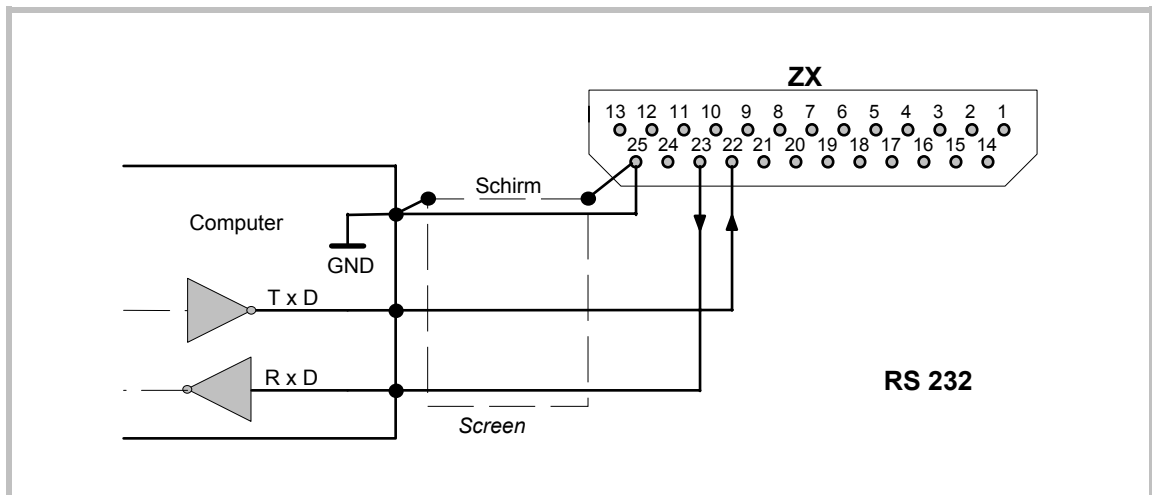 ZX
13 12 11 10 9 8 7 6 5 4 3 2 1
25 24 23 22 21 20 19 18 17 16 15 14
Schirm
Computer
GND
T x D
R x D
RS 232
Screen